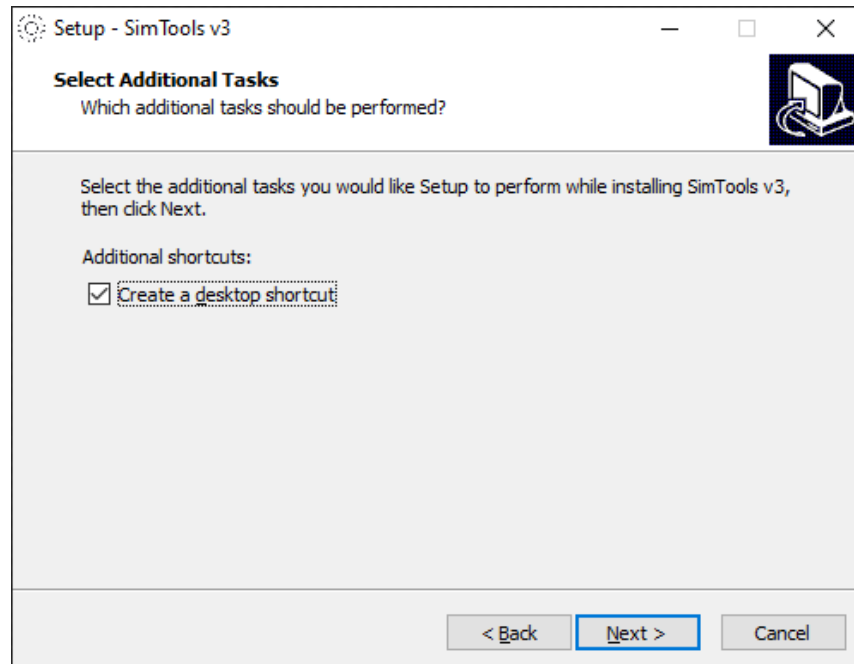 Setup - SimTools v3
Select Additional Tasks
Which additional tasks should be performed?
Select the additional tasks you would like Setup to perform while installing SimTools v3,
then click Next.
Additional shortcuts:
Create a desktop shortcut
< Back Next > Cancel